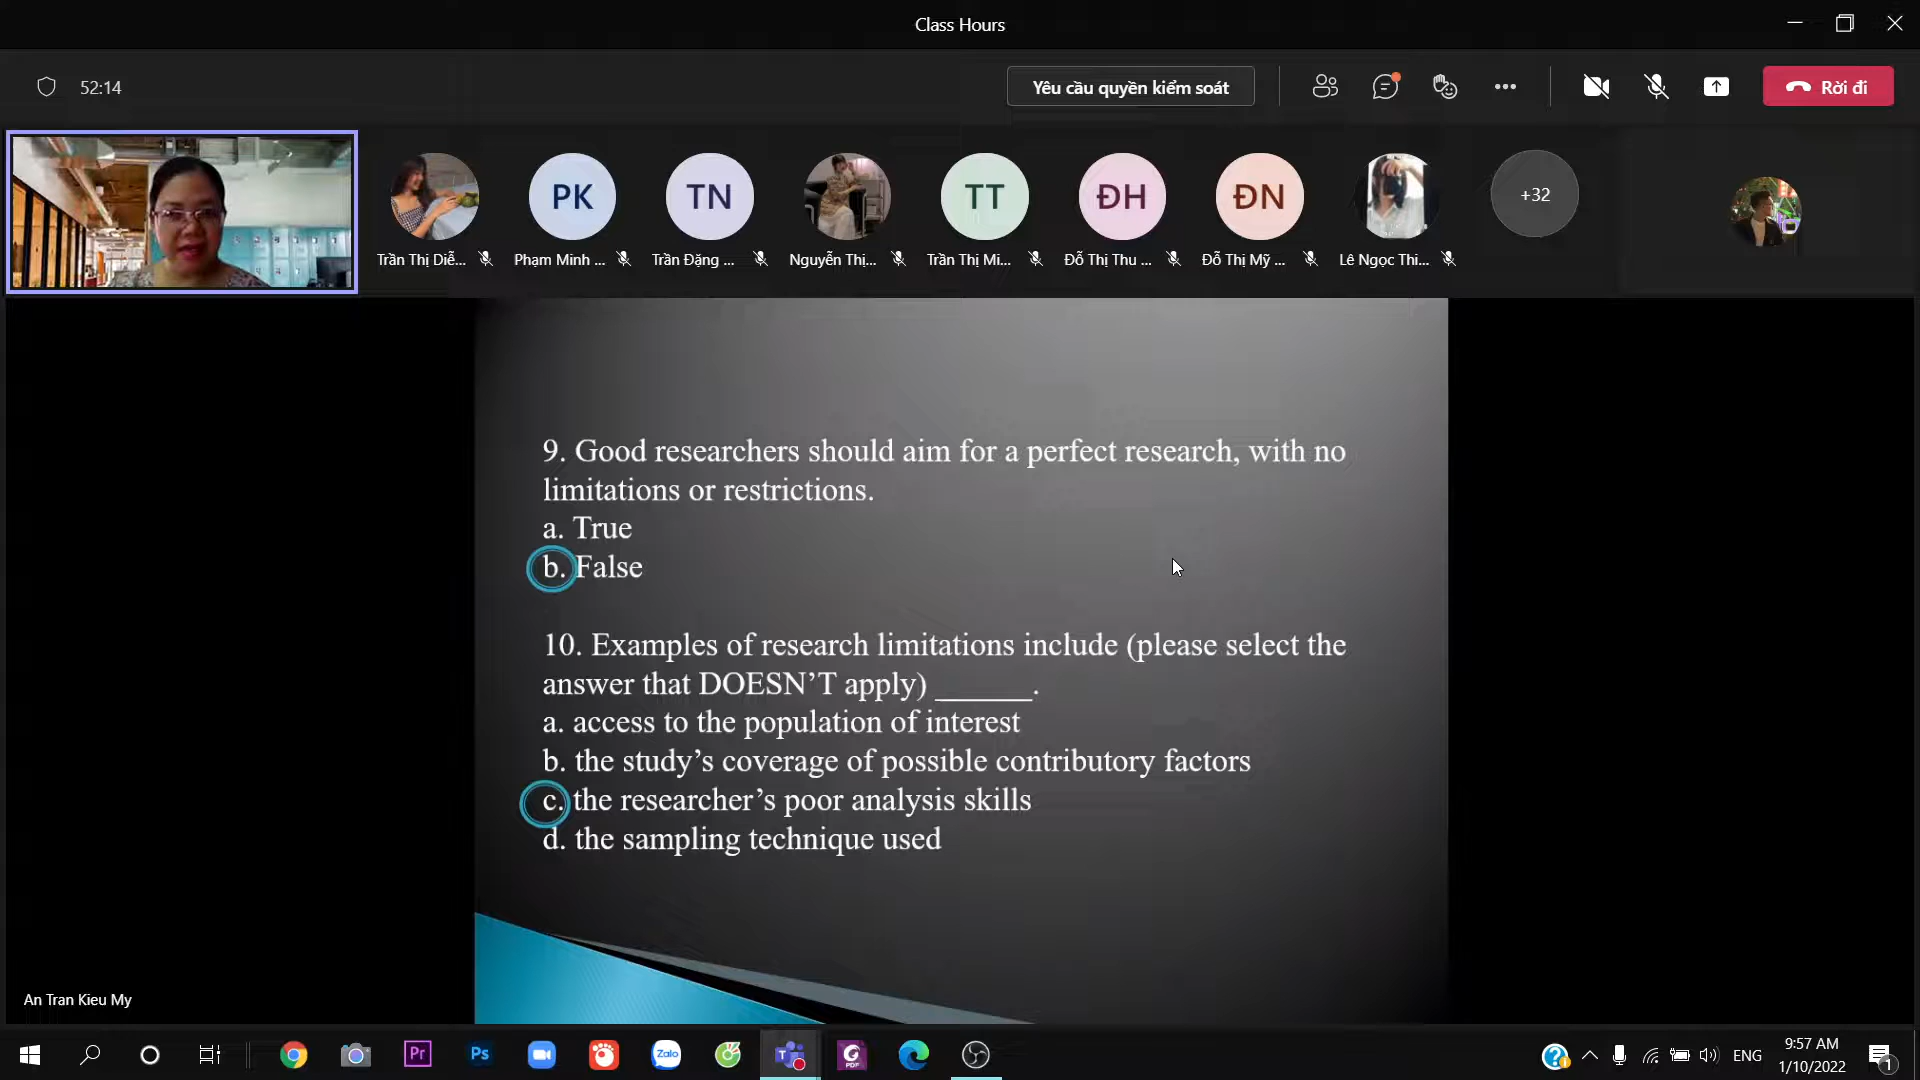 Class Hours
52:14
Yêu cầu quyền kiểm soát
Rời đi
PK
TN
TT
ĐH
ĐN
+32
Trần Thị Diễ...
Phạm Minh ...
Trần Đặng ...
Nguyễn Thị...
Trần Thị Mi...
Đỗ Thị Thu ...
Đỗ Thị Mỹ ...
Lê Ngọc Thi...
9. Good researchers should aim for a perfect research, with no
limitations or restrictions.
a. True
b. False
10. Examples of research limitations include (please select the
answer that DOESN’T apply) ______.
a. access to the population of interest
b. the study’s coverage of possible contributory factors
c. the researcher’s poor analysis skills
d. the sampling technique used
An Tran Kieu My
Pr
Ps
Zalo
T
PDF
ENG
9:57 AM
1/10/2022
1